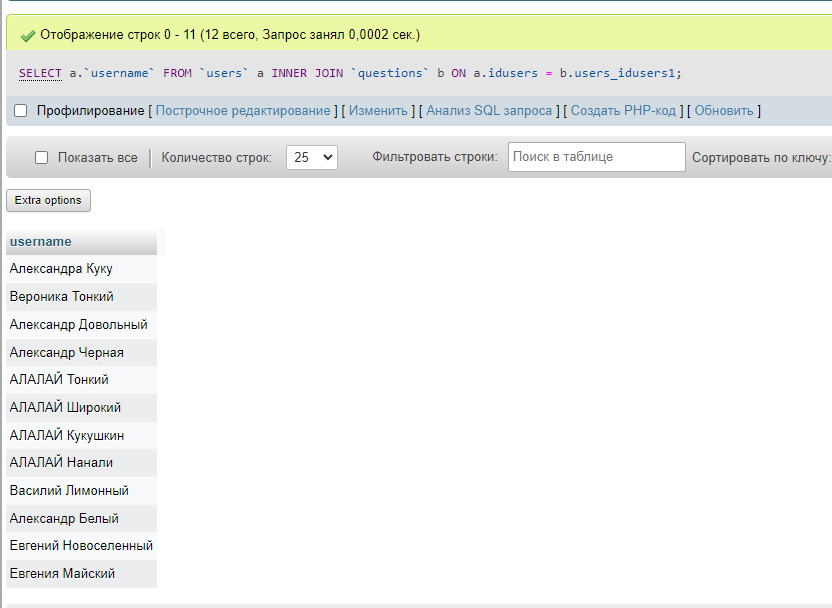 Отображение строк 0 - 11 (12 всего, Запрос занял 0,0002 сек.)
SELECT a.`username` FROM `users` a INNER JOIN `questions` b ON a.idusers = b.users_idusers1;
Профилирование [ Построчное редактирование ] [ Изменить ] [ Анализ SQL запроса ] [ Создать PHP-код ] [ Обновить ]
Показать все Количество строк: 25 Фильтровать строки: Поиск в таблице Сортировать по ключу:
Extra options
username
Александра Куку
Вероника Тонкий
Александр Довольный
Александр Черная
АЛАЛАЙ Тонкий
АЛАЛАЙ Широкий
АЛАЛАЙ Кукушкин
АЛАЛАЙ Нанали
Василий Лимонный
Александр Белый
Евгений Новоселенный
Евгения Майский